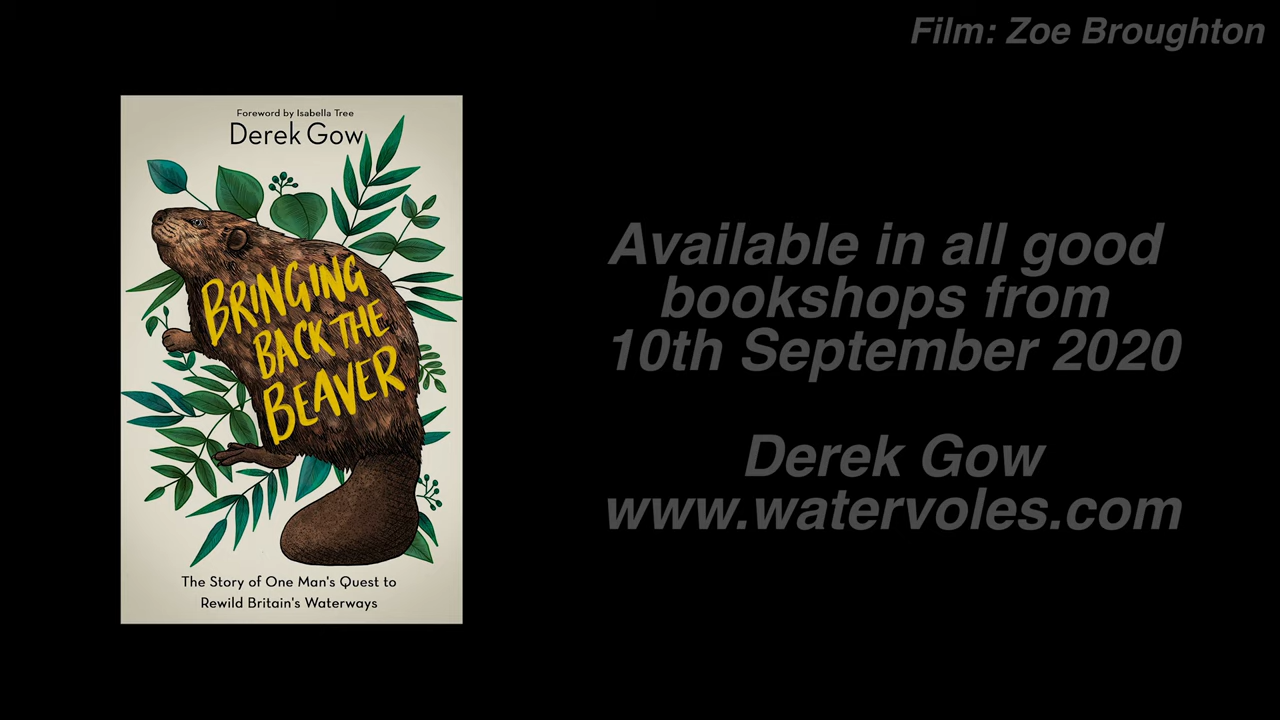 Film: Zoe Broughton
Foreword by Isabella Tree
Derek Gow
BRINGING
BACK THE
BEAVER
The Story of One Man's Quest to
Rewild Britain's Waterways
Available in all good
bookshops from
10th September 2020
Derek Gow
www.watervoles.com